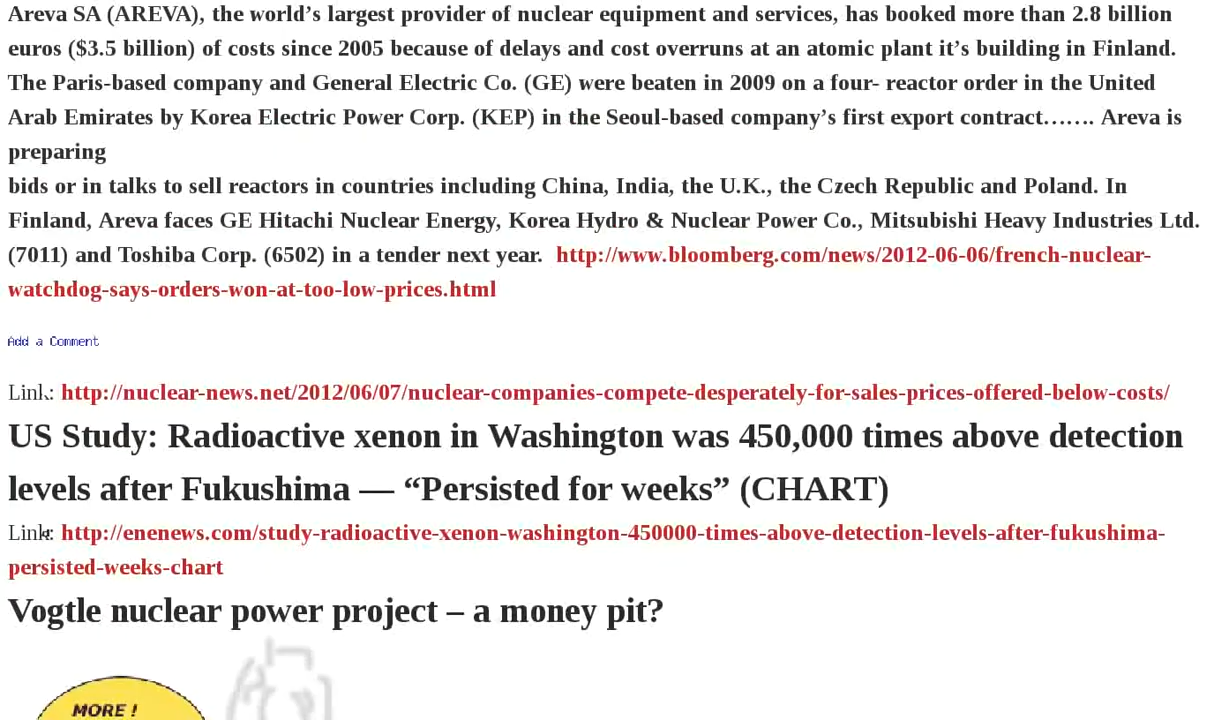 Areva SA (AREVA), the world’s largest provider of nuclear equipment and services, has booked more than 2.8 billion
euros ($3.5 billion) of costs since 2005 because of delays and cost overruns at an atomic plant it’s building in Finland.
The Paris-based company and General Electric Co. (GE) were beaten in 2009 on a four- reactor order in the United
Arab Emirates by Korea Electric Power Corp. (KEP) in the Seoul-based company’s first export contract……. Areva is
preparing
bids or in talks to sell reactors in countries including China, India, the U.K., the Czech Republic and Poland. In
Finland, Areva faces GE Hitachi Nuclear Energy, Korea Hydro & Nuclear Power Co., Mitsubishi Heavy Industries Ltd.
(7011) and Toshiba Corp. (6502) in a tender next year. http://www.bloomberg.com/news/2012-06-06/french-nuclear-
watchdog-says-orders-won-at-too-low-prices.html
Add a Comment
Link: http://nuclear-news.net/2012/06/07/nuclear-companies-compete-desperately-for-sales-prices-offered-below-costs/
US Study: Radioactive xenon in Washington was 450,000 times above detection
levels after Fukushima — “Persisted for weeks” (CHART)
Link: http://enenews.com/study-radioactive-xenon-washington-450000-times-above-detection-levels-after-fukushima-
persisted-weeks-chart
Vogtle nuclear power project – a money pit?
MORE !